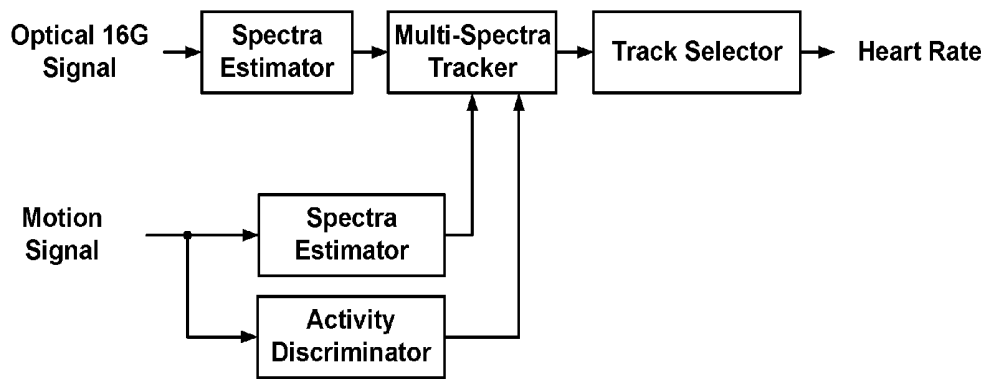 Optical 16G
Signal
Spectra
Estimator
Multi-Spectra
Tracker
Track Selector
Heart Rate
Motion
Signal
Spectra
Estimator
Activity
Discriminator